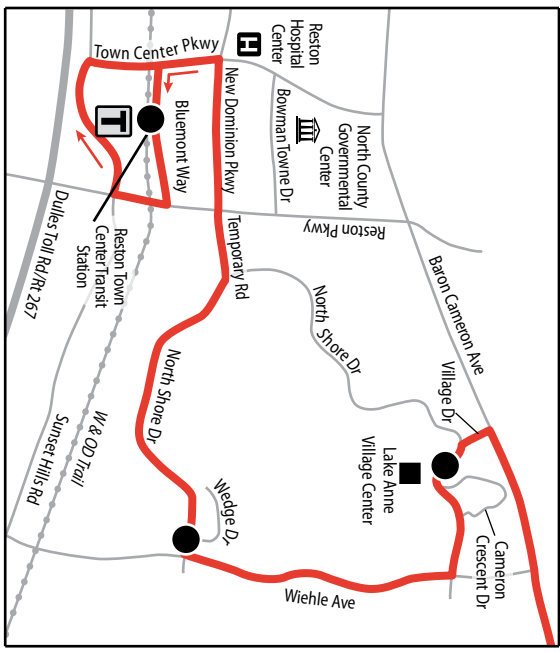 Town Center Pkwy
H
Reston
Hospital
Center
New Dominion Pkwy
Bluemont Way
T
Bowman Towne Dr
North County
Governmental
Center
Reston Pkwy
Temporary Rd
Reston Town
Center Transit
Station
Dulles Toll Rd/Rt 267
Baron Cameron Ave
North
Shore Dr
Village Dr
North Shore Dr
Lake Anne
Village Center
W & OD Trail
Sunset Hills Rd
Wedge Dr
Cameron
Crescent Dr
Wiehle Ave